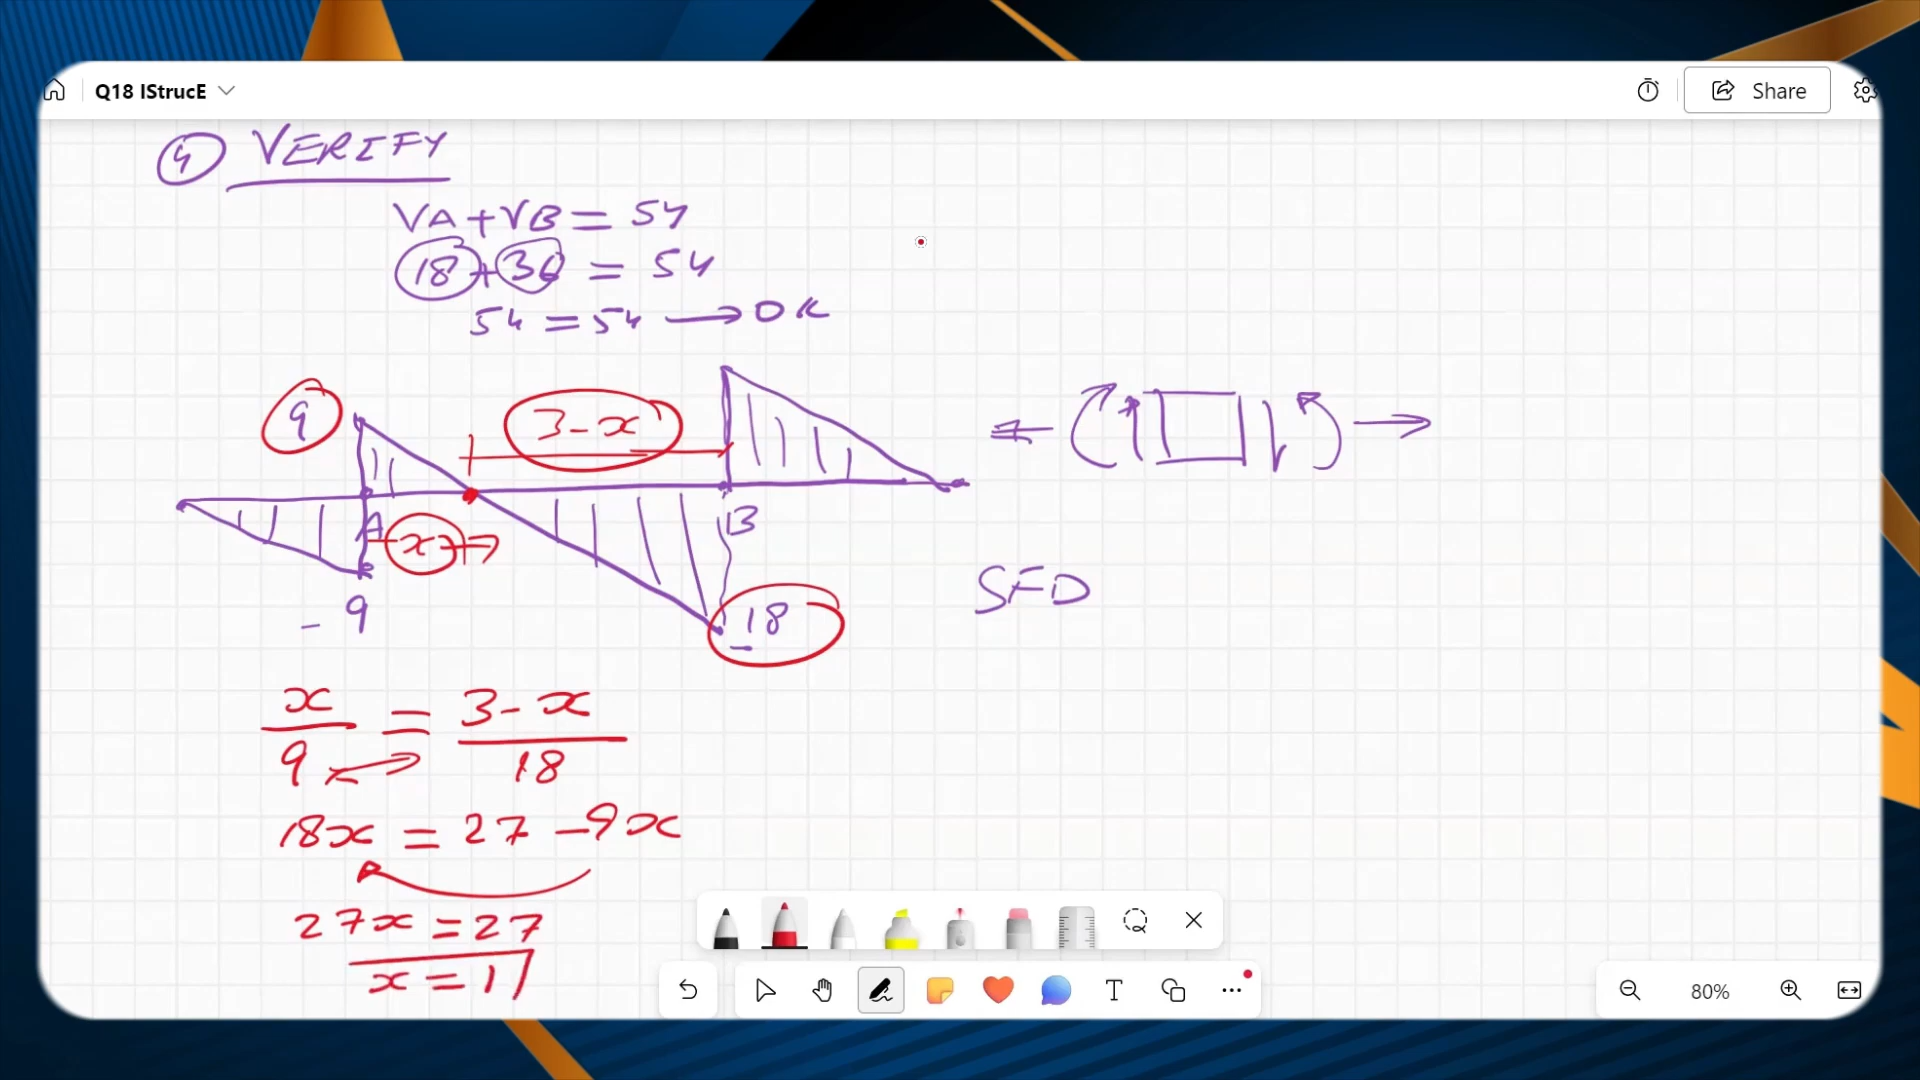 Q18 IStrucE
Share
4 VERIFY
VA + VB = 54
18 + 36 = 54
54 = 54 → OK
9
3 - x
A
x
B
- 9
- 18
SFD
x/9 = 3 - x/18
18x = 27 - 9x
27x = 27
x = 1
T
80%